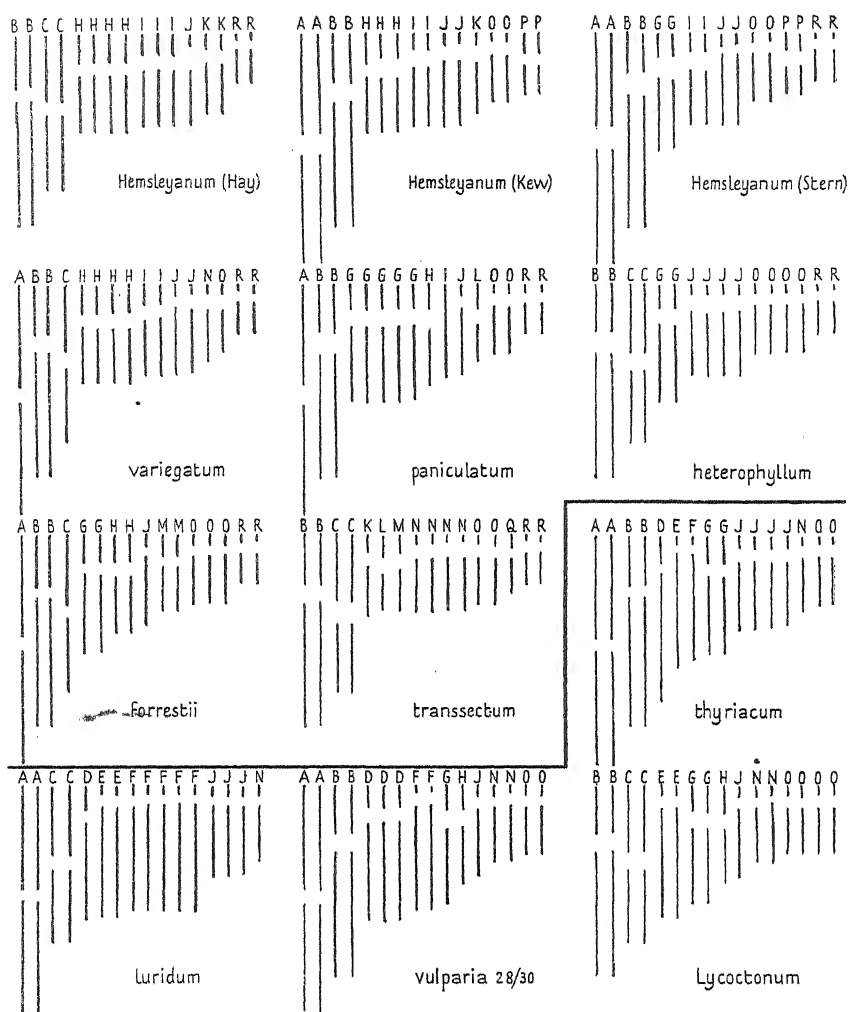 B B C C H H H H I I I J K K R R
A A B B H H H I I J J K O O P P
A A B B G G I I J J O O P P R R
Hemsleyanum (Hay)
Hemsleyanum (Kew)
Hemsleyanum (Stern)
A B B C H H H H I I J J N O R R
A B B G G G G G H I J L O O R R
B B C C G G J J J J O O O O R R
variegatum
paniculatum
heterophyllum
A B B C G G H H J M M O O O R R
B B C C K L M N N N N O O Q R R
A A B B D E F G G J J J J N O O
Forrestii
transsectum
thyriacum
A A C C D E E F F F F F J J J N
A A B B D D D F F G H J N N O O
B B C C E E G G H J N N O O O O
luridum
vulparia 28/30
Lycoctonum